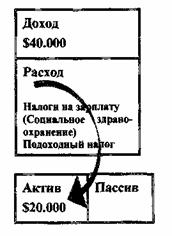 Доход
$40.000
Расход
Налоги на зарплату
(Социальное здраво-
охранение)
Подоходный налог
Актив Пассив
$20.000